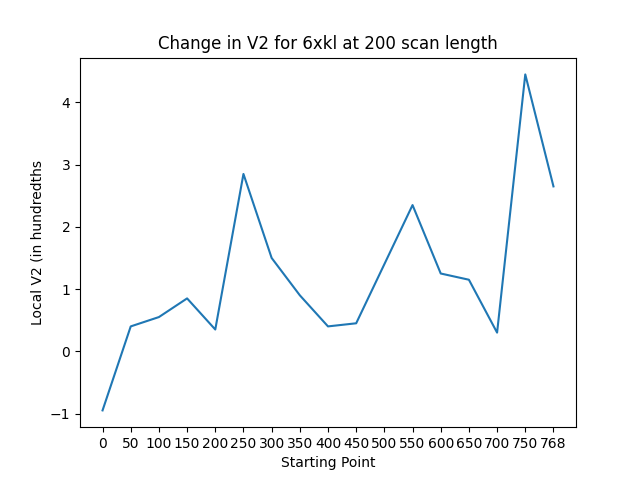 Change in V2 for 6xkl at 200 scan length
Local V2 (in hundredths
4
3
2
1
0
−1
0 50 100 150 200 250 300 350 400 450 500 550 600 650 700 750 768
Starting Point